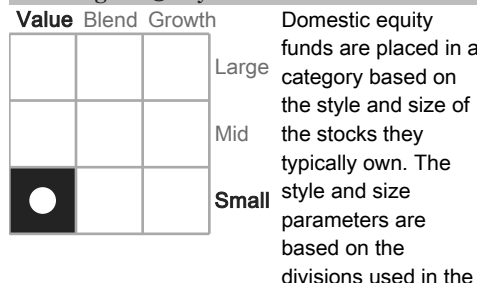 Value Blend Growth
Large
Mid
Small
Domestic equity
funds are placed in a
category based on
the style and size of
the stocks they
typically own. The
style and size
parameters are
based on the
divisions used in the